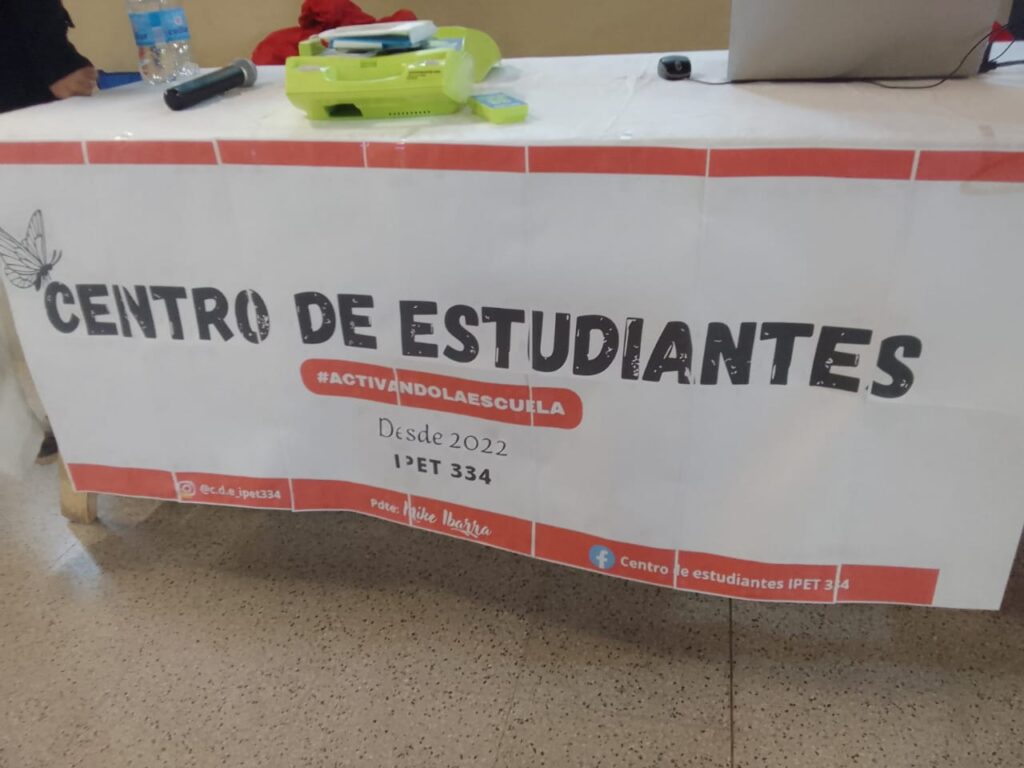 CENTRO DE ESTUDIANTES
#ACTIVANDOLAESCUELA
Desde 2022
IPET 334
@c.d.e_ipet334
Pdte: Mike Ibarra
Centro de estudiantes IPET 334